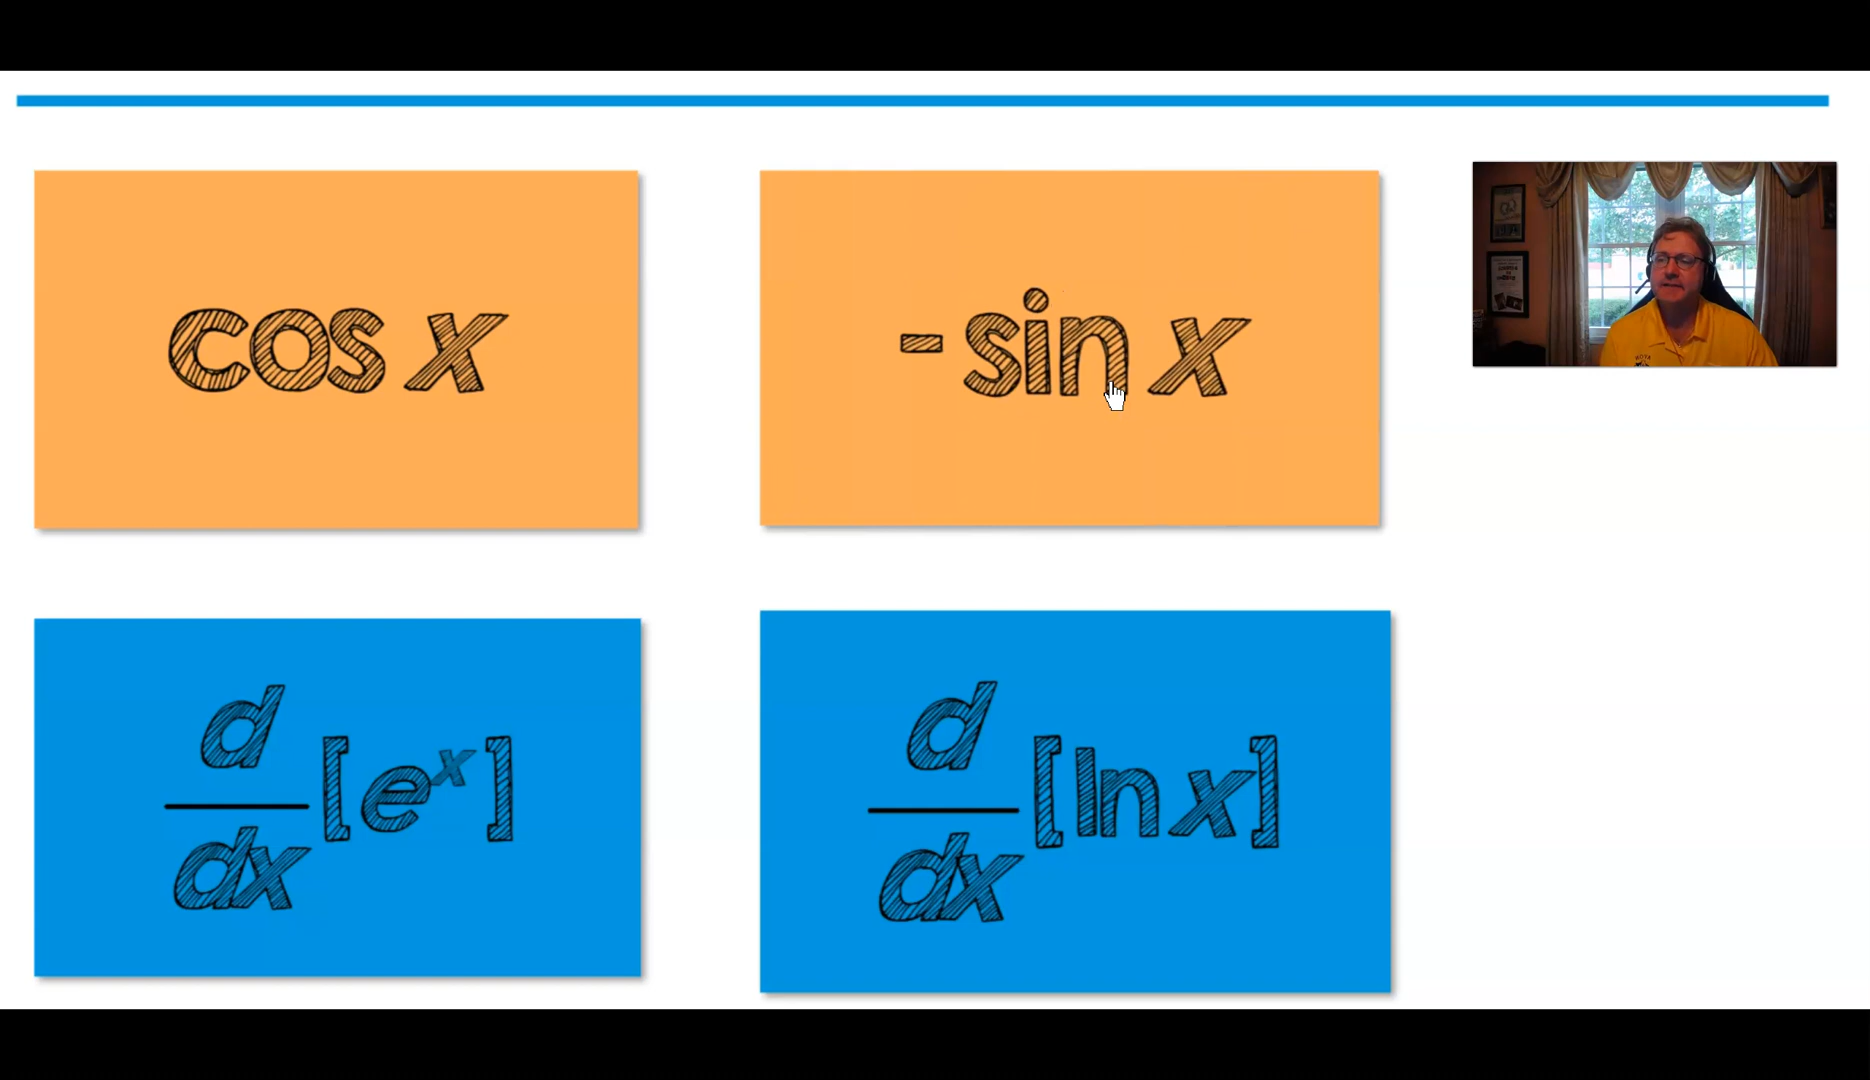 cos x
-sin x
d/dx [e^x]
d/dx [ln x]